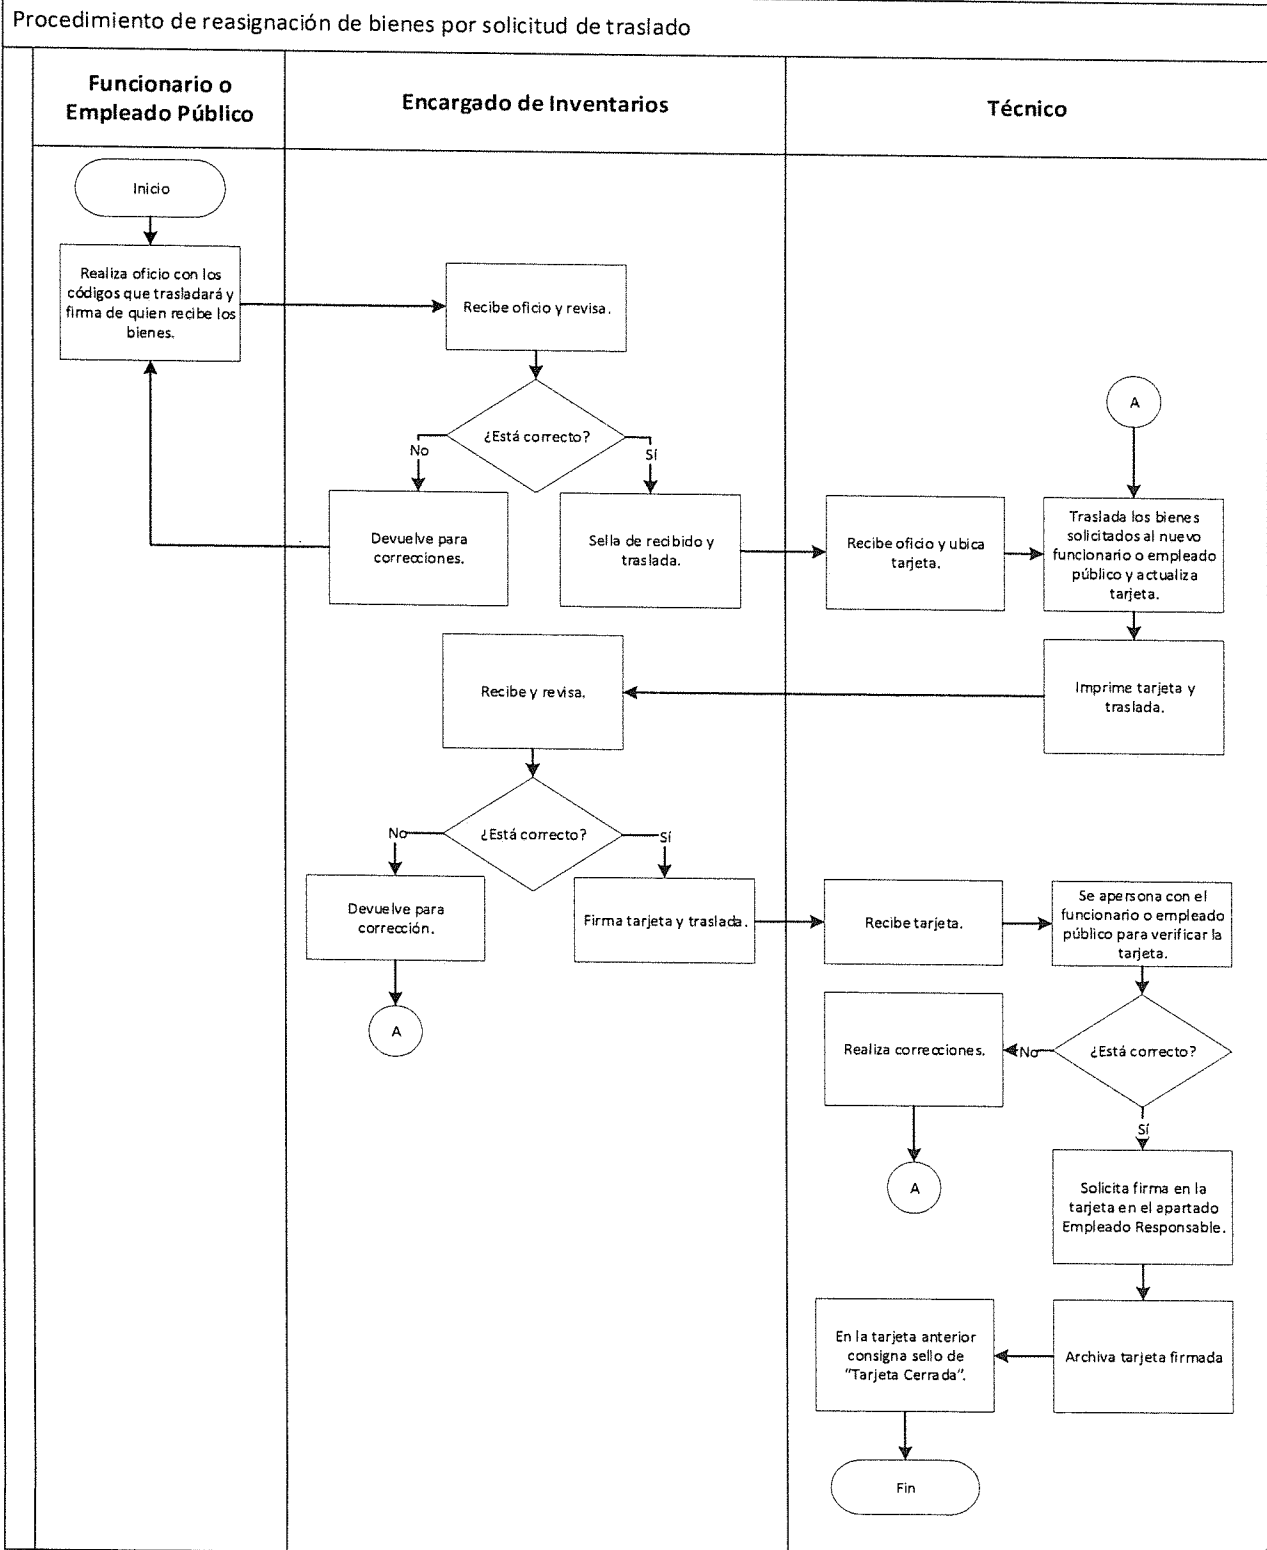 Procedimiento de reasignación de bienes por solicitud de traslado
Funcionario o
Empleado Público
Encargado de Inventarios
Técnico
Inicio
Realiza oficio con los
códigos que trasladará y
firma de quien recibe los
bienes.
Recibe oficio y revisa.
¿Está correcto?
No
Sí
Devuelve para
correcciones.
Sella de recibido y
traslada.
Recibe oficio y ubica
tarjeta.
A
Traslada los bienes
solicitados al nuevo
funcionario o empleado
público y actualiza
tarjeta.
Imprime tarjeta y
traslada.
Recibe y revisa.
¿Está correcto?
No
Sí
Devuelve para
corrección.
A
Firma tarjeta y traslada.
Recibe tarjeta.
Se apersona con el
funcionario o empleado
público para verificar la
tarjeta.
¿Está correcto?
No
Realiza correcciones.
A
Sí
Solicita firma en la
tarjeta en el apartado
Empleado Responsable.
Archiva tarjeta firmada
En la tarjeta anterior
consigna sello de
"Tarjeta Cerrada".
Fin